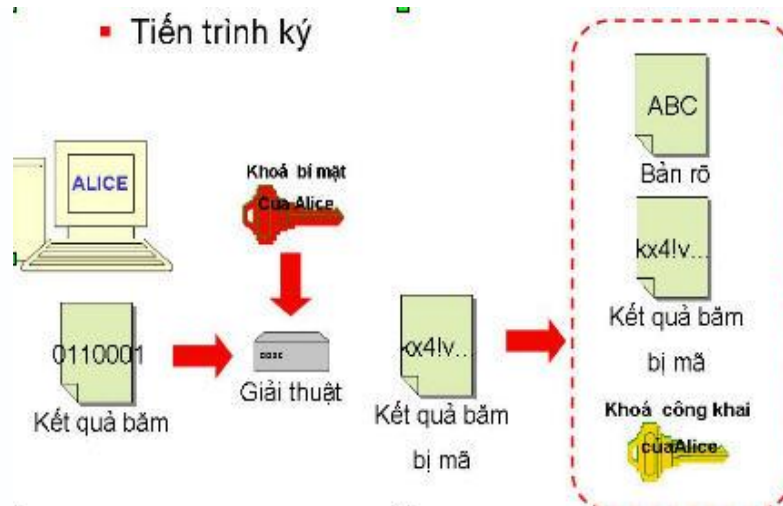 Tiến trình ký
ALICE
Khoá bí mật
Của Alice
0110001
Kết quả băm
Giải thuật
kx4!v...
Kết quả băm
bị mã
ABC
Bản rõ
kx4!v...
Kết quả băm
bị mã
Khoá công khai
củaAlice